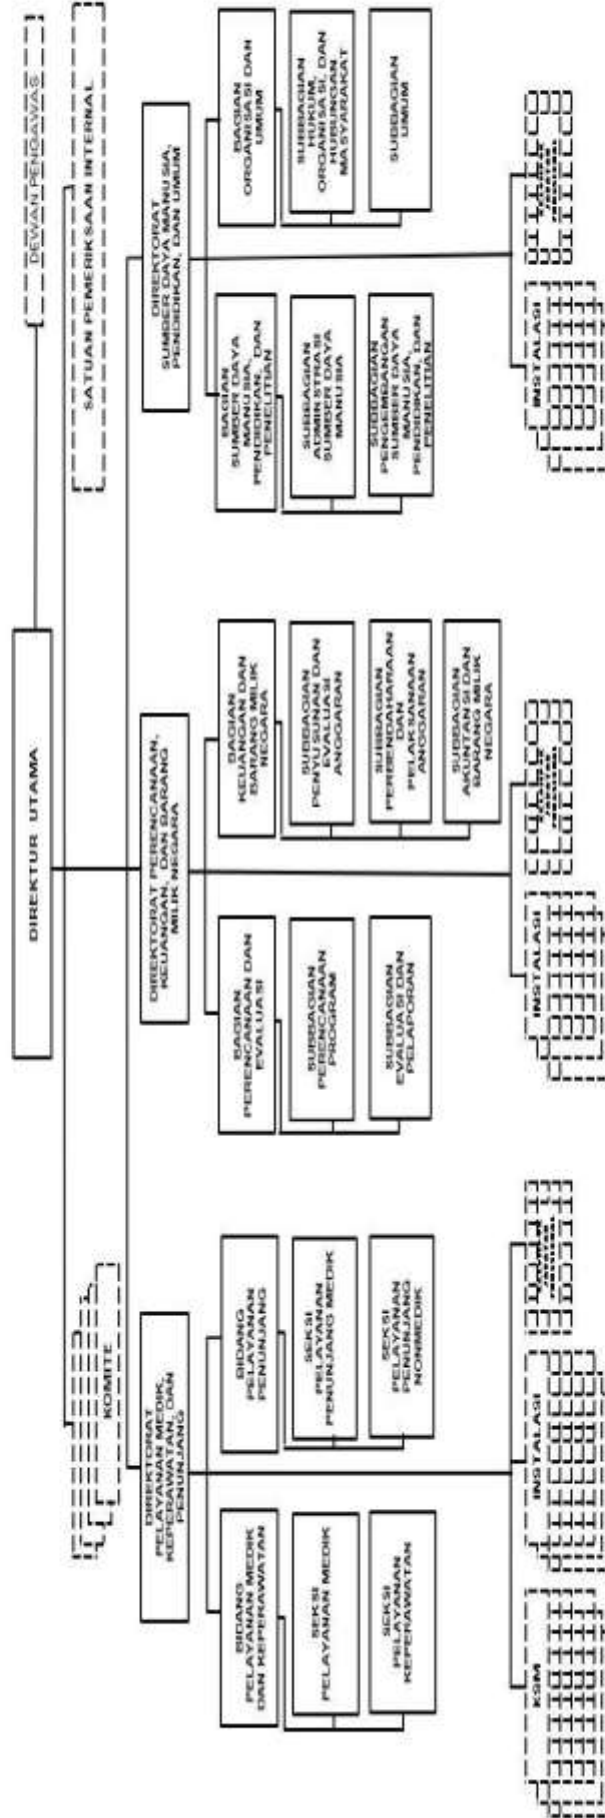 DEWAN PENGAWAS
DIREKTUR UTAMA
SATUAN PEMERIKSAAN INTERNAL
KOMITE
DIREKTORAT
PELAYANAN MEDIK,
KEPERAWATAN, DAN
PENUNJANG
DIREKTORAT PERENCANAAN,
KEUANGAN, DAN BARANG
MILIK NEGARA
DIREKTORAT
SUMBER DAYA MANUSIA,
PENDIDIKAN, DAN UMUM
BIDANG
PELAYANAN MEDIK
DAN KEPERAWATAN
SEKSI
PELAYANAN MEDIK
SEKSI
PELAYANAN
KEPERAWATAN
BIDANG
PELAYANAN
PENUNJANG
SEKSI
PELAYANAN
PENUNJANG MEDIK
SEKSI
PELAYANAN
PENUNJANG
NONMEDIK
BAGIAN
PERENCANAAN DAN
EVALUASI
SUBBAGIAN
PERENCANAAN
PROGRAM
SUBBAGIAN
EVALUASI DAN
PELAPORAN
BAGIAN
KEUANGAN DAN
BARANG MILIK
NEGARA
SUBBAGIAN
PENYUSUNAN DAN
EVALUASI
ANGGARAN
SUBBAGIAN
PERBENDAHARAAN
DAN
PELAKSANAAN
ANGGARAN
SUBBAGIAN
AKUNTANSI DAN
BARANG MILIK
NEGARA
BAGIAN
SUMBER DAYA
MANUSIA,
PENDIDIKAN, DAN
PENELITIAN
SUBBAGIAN
ADMINISTRASI
SUMBER DAYA
MANUSIA
SUBBAGIAN
PENGEMBANGAN
SUMBER DAYA
MANUSIA,
PENDIDIKAN, DAN
PENELITIAN
BAGIAN
ORGANISASI DAN
UMUM
SUBBAGIAN
HUKUM,
ORGANISASI, DAN
HUBUNGAN
MASYARAKAT
SUBBAGIAN
UMUM
KSM
INSTALASI
INSTALASI
INSTALASI